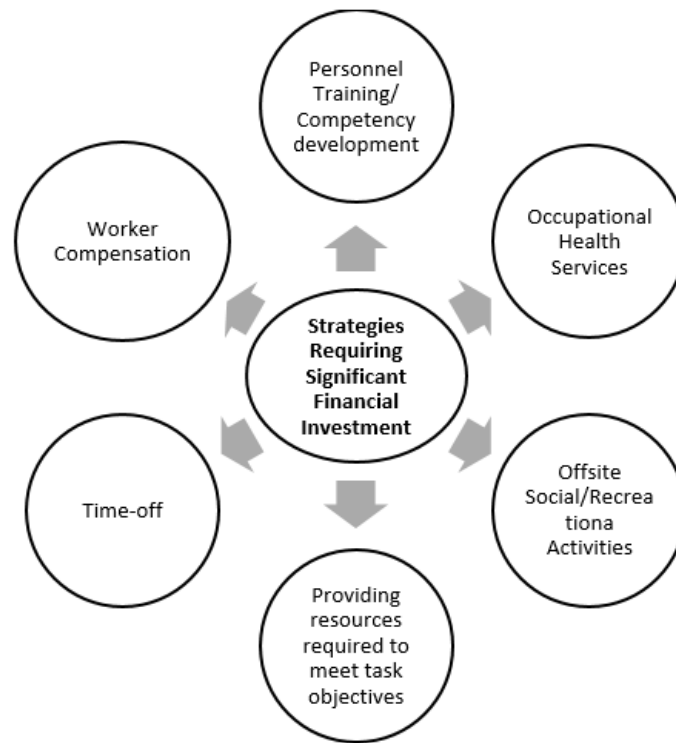 Personnel
Training/
Competency
development
Worker
Compensation
Occupational
Health
Services
Strategies
Requiring
Significant
Financial
Investment
Time-off
Offsite
Social/Recrea
tiona
Activities
Providing
resources
required to
meet task
objectives